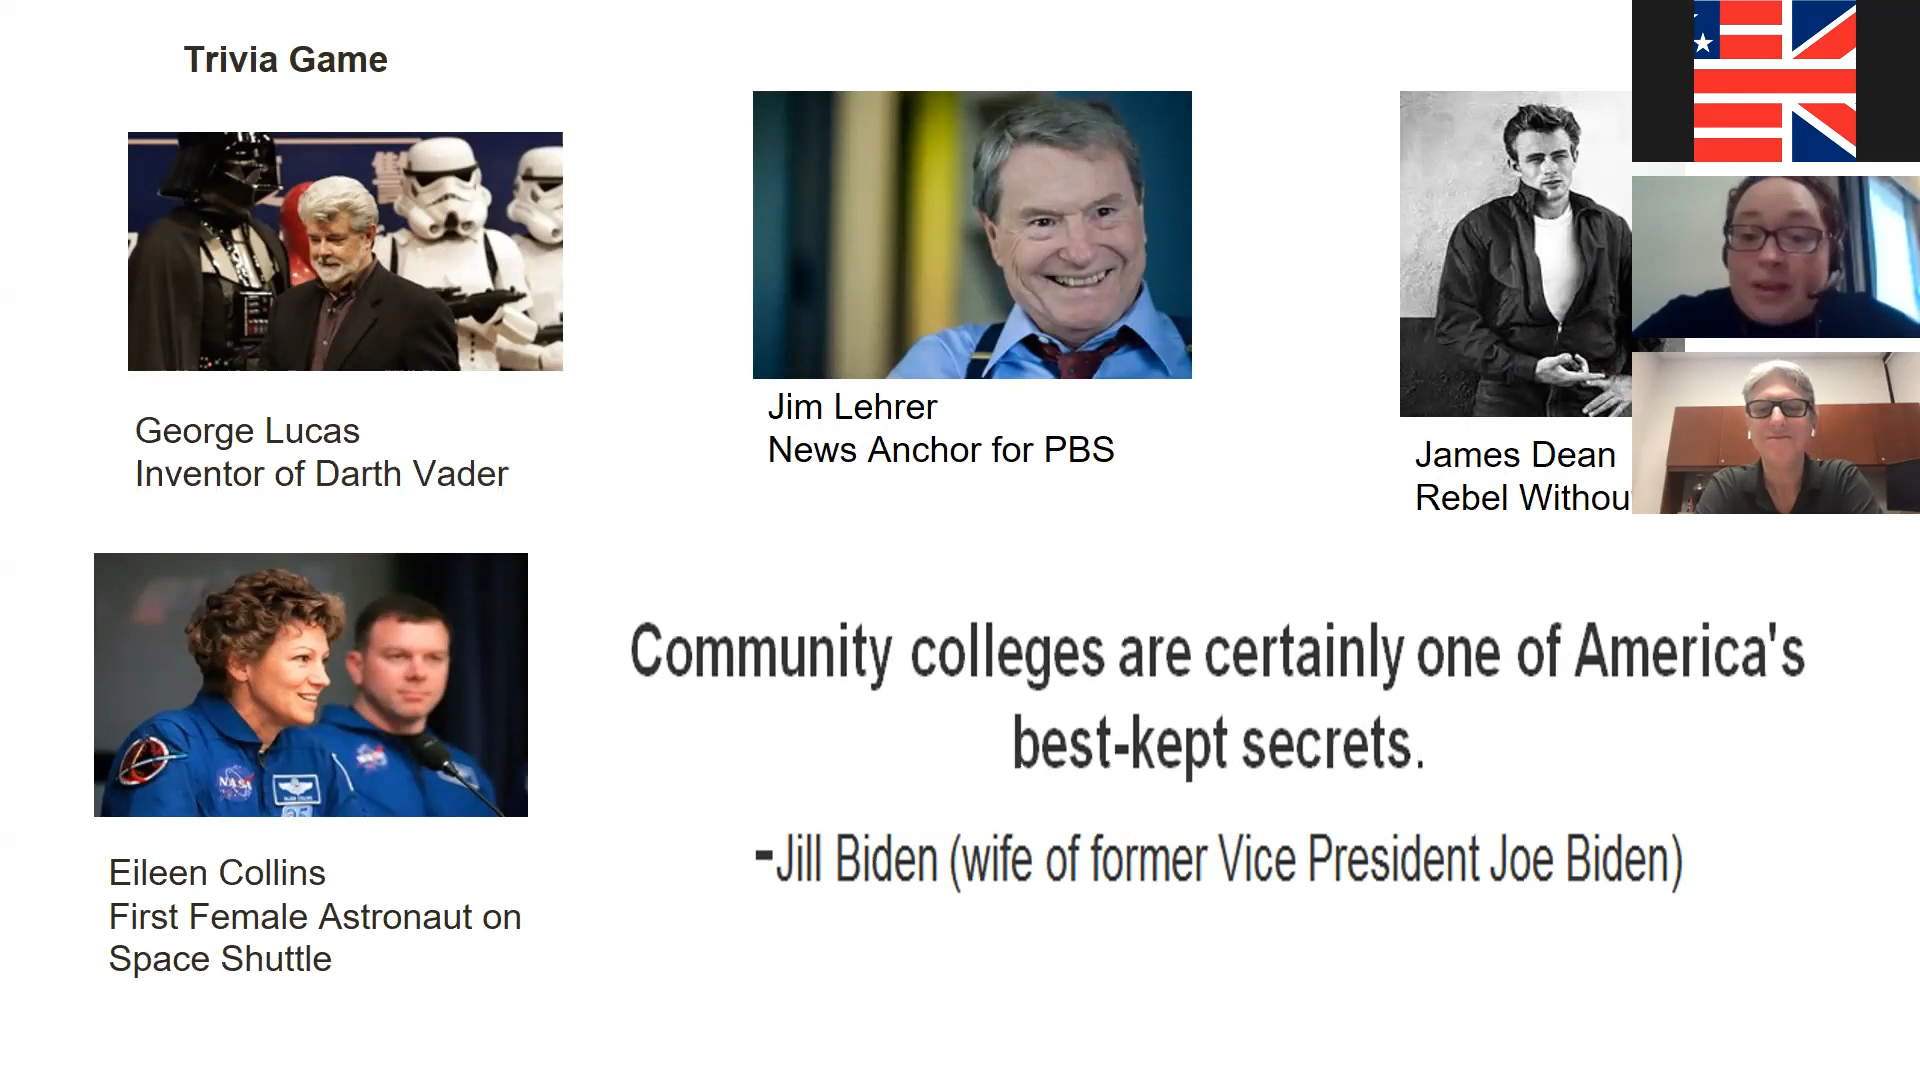 Trivia Game
George Lucas
Inventor of Darth Vader
Jim Lehrer
News Anchor for PBS
James Dean
Rebel Withou
Eileen Collins
First Female Astronaut on
Space Shuttle
NASA
Community colleges are certainly one of America's
best-kept secrets.
-Jill Biden (wife of former Vice President Joe Biden)